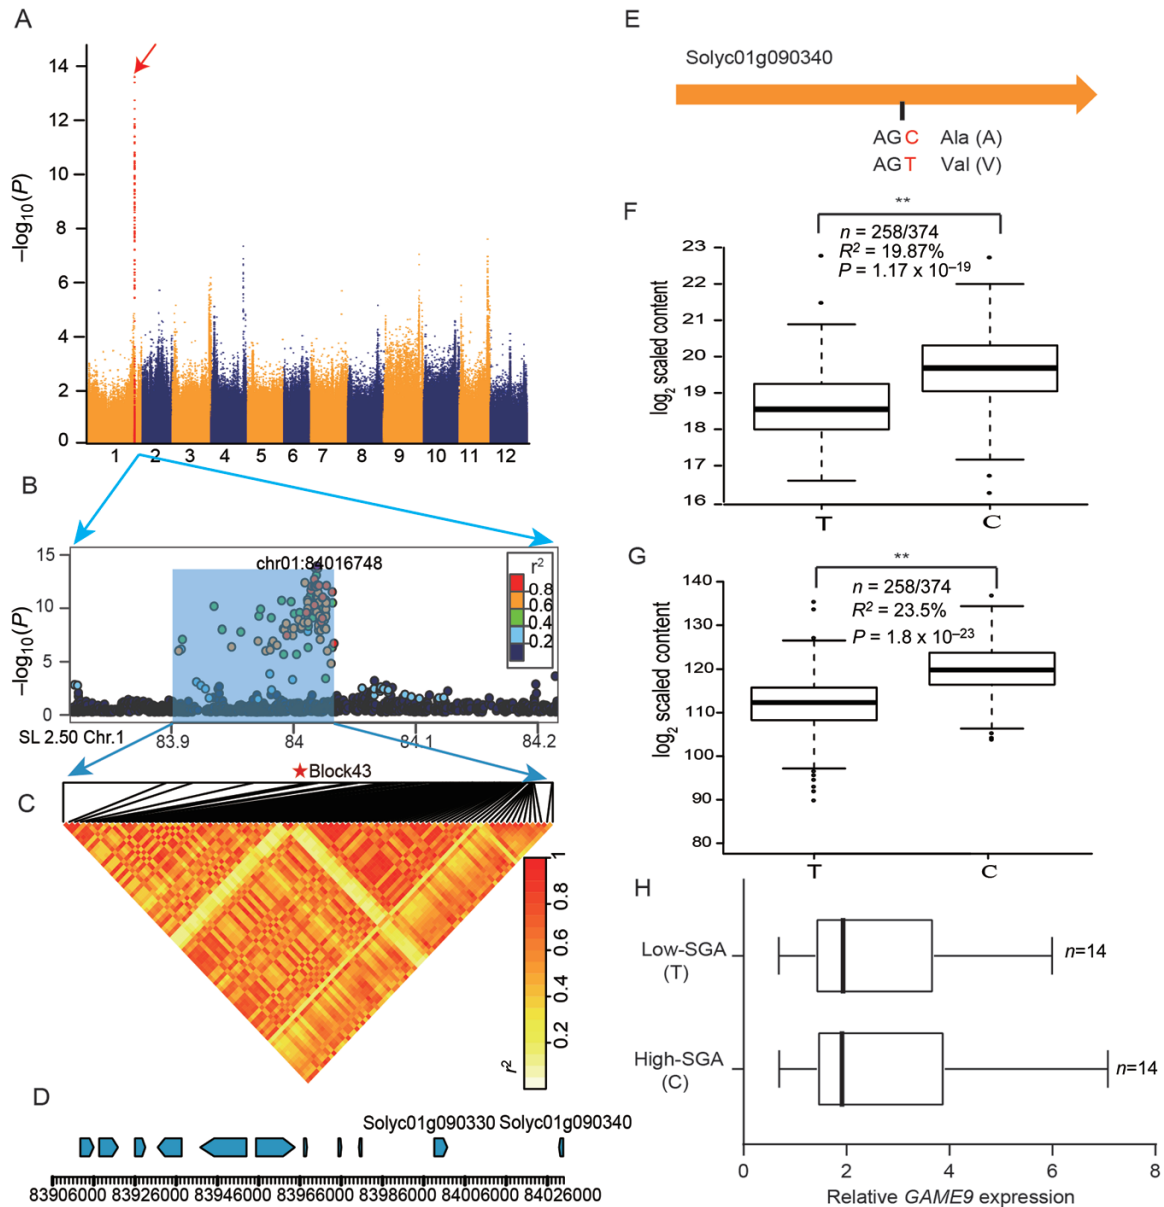 A
14
12
10
8
6
4
2
0
–log10(P)
1 2 3 4 5 6 7 8 9 10 11 12
B
15
10
5
0
–log10(P)
chr01:84016748
r2
0.8
0.6
0.4
0.2
SL 2.50 Chr.1
83.9 84 84.1 84.2
★Block43
C
1
0.8
0.6
0.4
0.2
r2
D
Solyc01g090330 Solyc01g090340
83906000 83926000 83946000 83966000 83986000 84006000 84026000
E
Solyc01g090340
AGC Ala (A)
AGT Val (V)
F
**
n = 258/374
R2 = 19.87%
P = 1.17 x 10–19
23
22
21
20
19
18
17
16
log2 scaled content
T C
G
**
n = 258/374
R2 = 23.5%
P = 1.8 x 10–23
140
130
120
110
100
90
80
log2 scaled content
T C
H
Low-SGA
(T)
n=14
High-SGA
(C)
n=14
0 2 4 6 8
Relative GAME9 expression